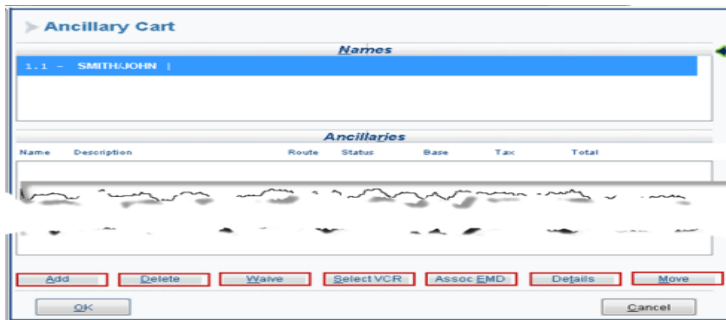 Ancillary Cart
Names
1.1 - SMITH/JOHN |
Ancillaries
Name Description Route Status Base Tax Total
Add Delete Waive Select VCR Assoc EMD Details Move
OK Cancel